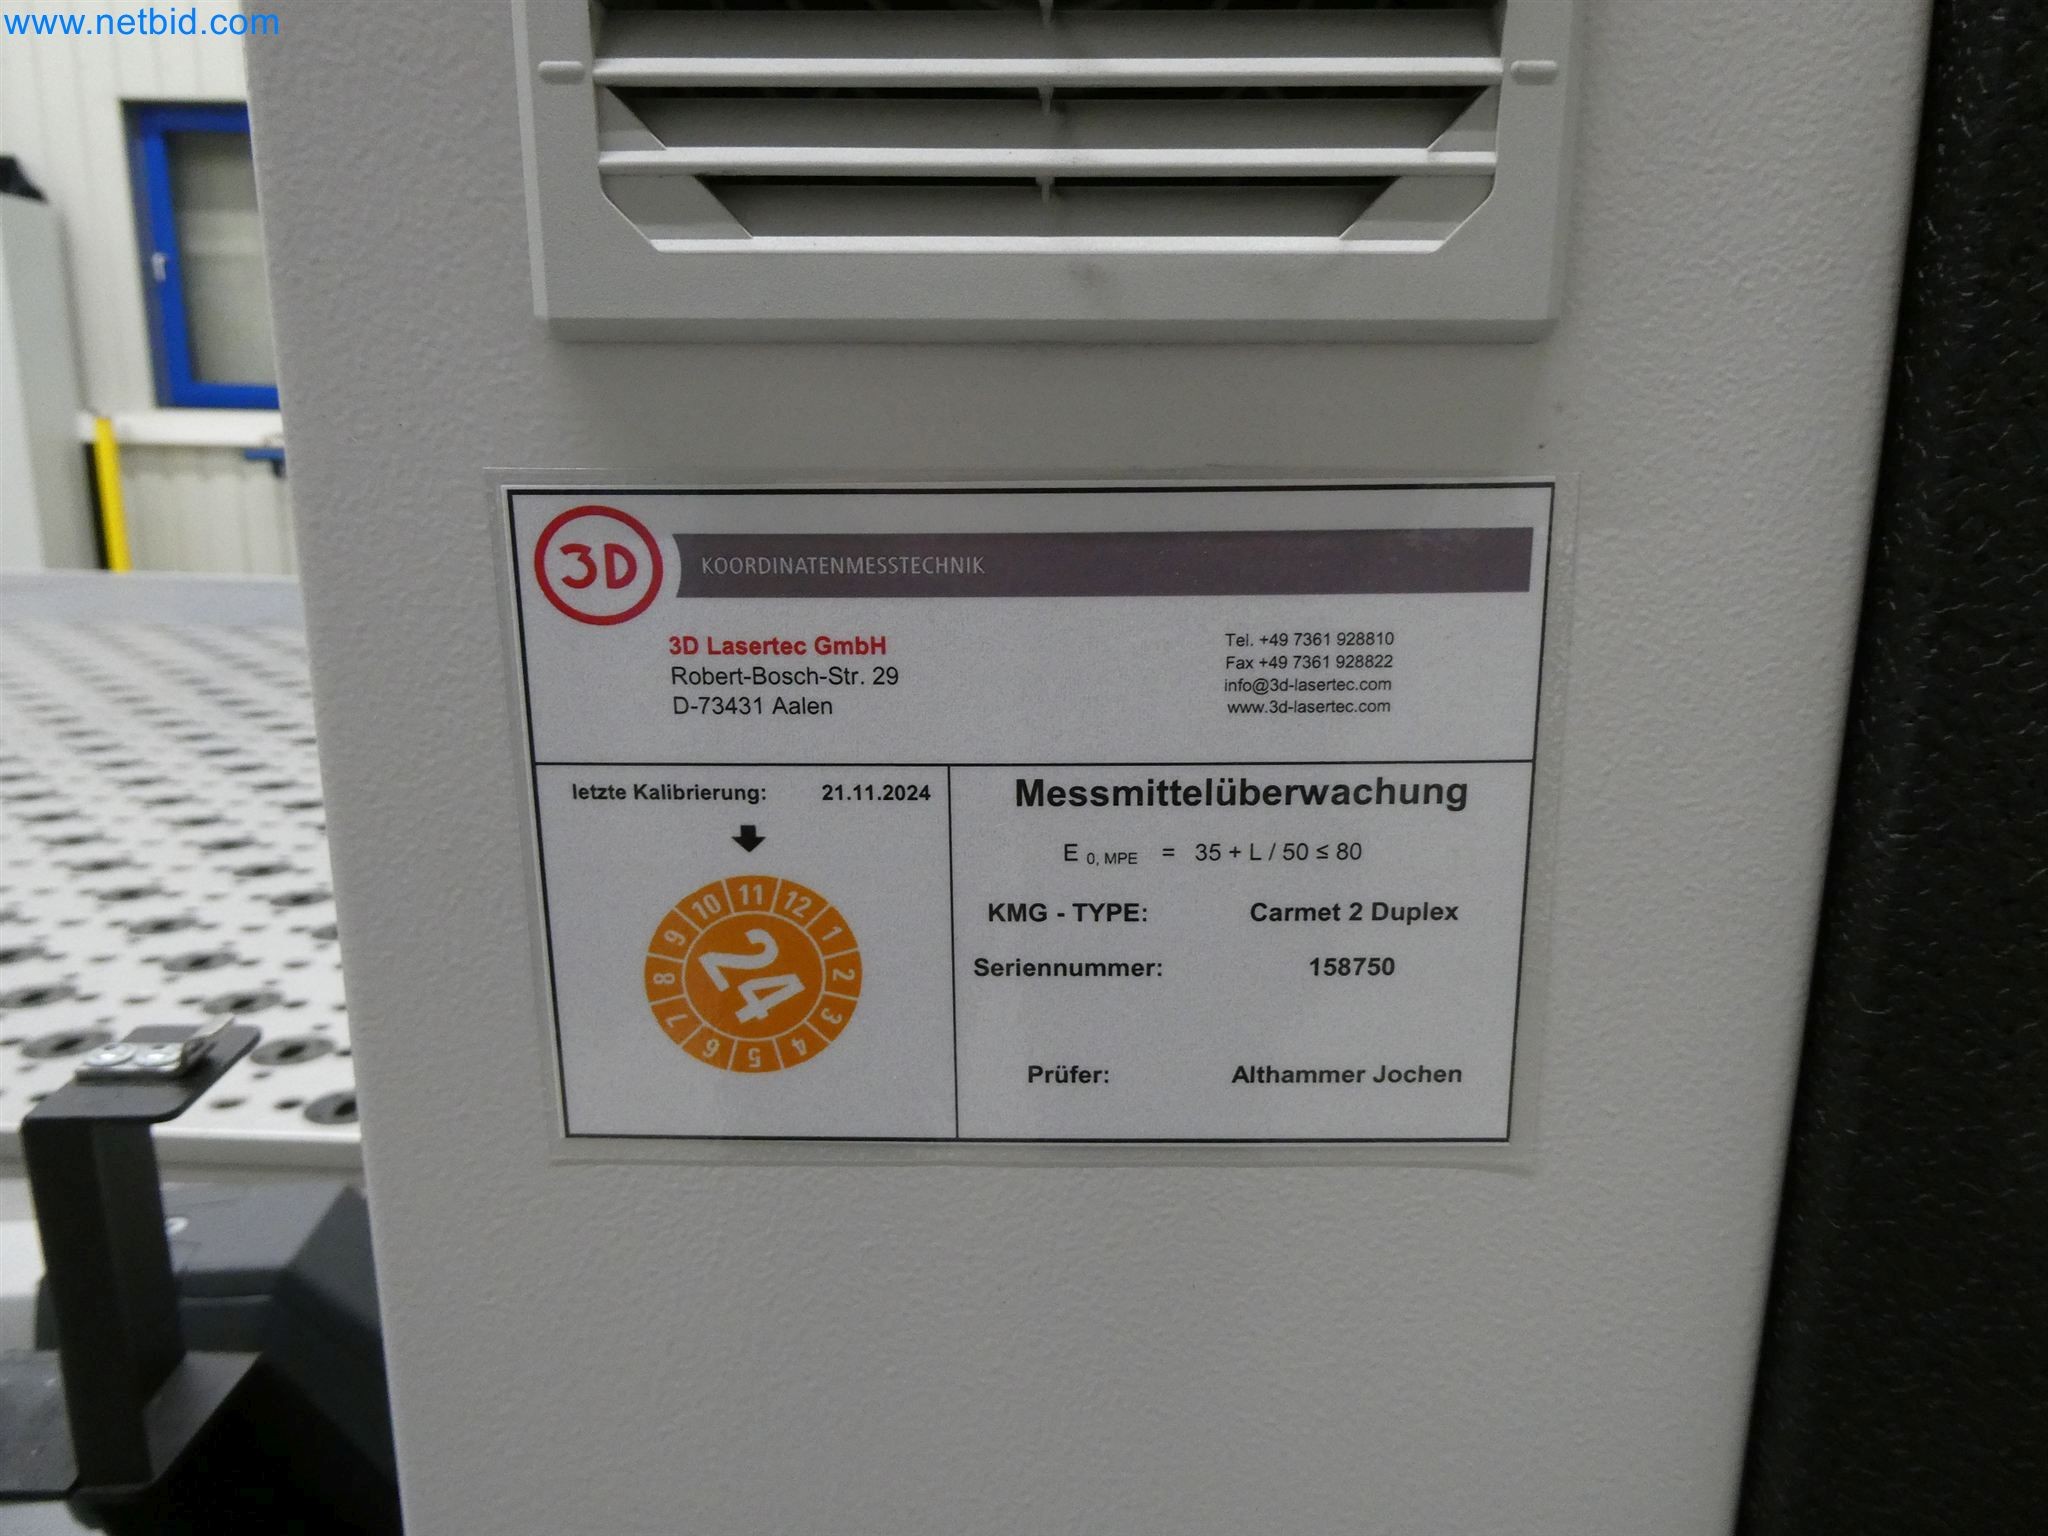 www.netbid.com
3D
KOORDINATENMESSTECHNIK
3D Lasertec GmbH
Robert-Bosch-Str. 29
D-73431 Aalen
Tel. +49 7361 928810
Fax +49 7361 928822
info@3d-lasertec.com
www.3d-lasertec.com
letzte Kalibrierung: 21.11.2024
10 11 12 1 2 3 4 5 6 7 8 9
24
Messmittelüberwachung
E 0, MPE = 35 + L / 50 ≤ 80
KMG - TYPE: Carmet 2 Duplex
Seriennummer: 158750
Prüfer: Althammer Jochen